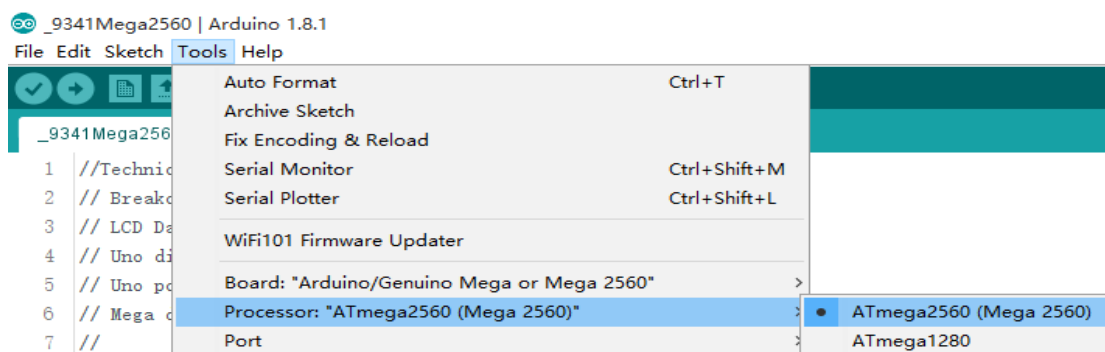 _9341Mega2560 | Arduino 1.8.1
File Edit Sketch Tools Help
Auto Format Ctrl+T
Archive Sketch
_9341Mega256
Fix Encoding & Reload
1 //Technic
Serial Monitor Ctrl+Shift+M
2 // Breakc
Serial Plotter Ctrl+Shift+L
3 // LCD Da
WiFi101 Firmware Updater
4 // Uno di
5 // Uno po
Board: "Arduino/Genuino Mega or Mega 2560" >
6 // Mega c
Processor: "ATmega2560 (Mega 2560)" > ● ATmega2560 (Mega 2560)
7 //
Port > ATmega1280